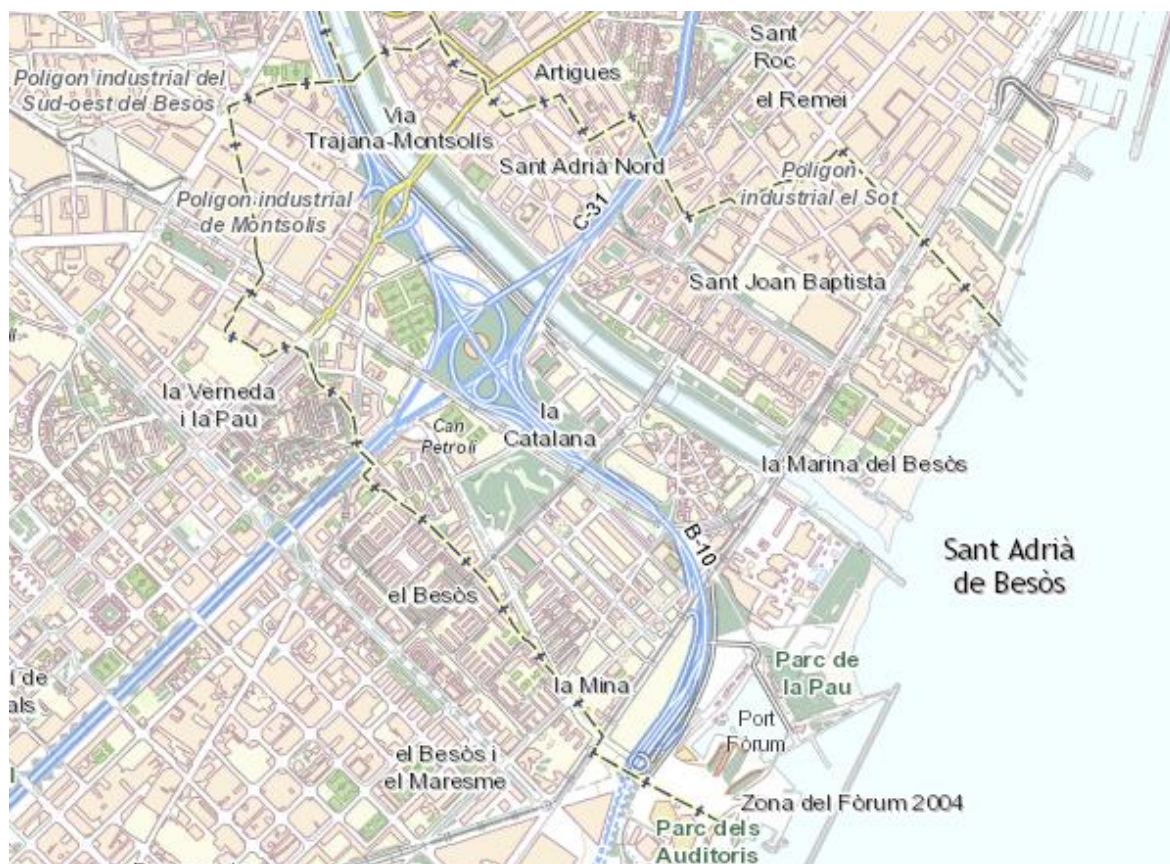 Sant
Roc
Artigues
Polígon industrial del
Sud-oest del Besòs
el Remei
Via
Trajana-Montsolís
Sant Adrià Nord
Polígon
industrial el Sot
Polígon industrial
de Montsolís
C-31
Sant Joan Baptista
la Verneda
i la Pau
Can
Petroli
la
Catalana
la Marina del Besòs
B-10
Sant Adrià
de Besòs
el Besòs
Parc de
la Pau
la Mina
i de
als
Port
Fòrum
el Besòs i
el Maresme
Zona del Fòrum 2004
Parc dels
Auditoris